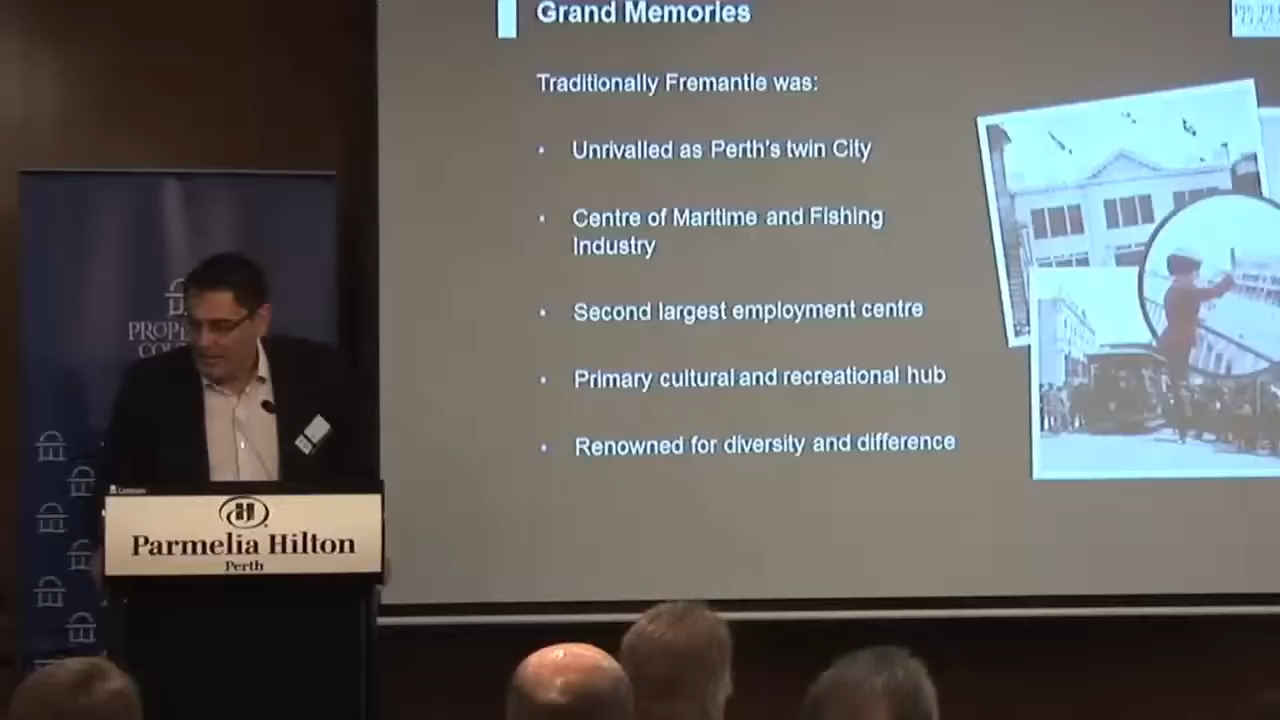 Grand Memories
Traditionally Fremantle was:
• Unrivalled as Perth's twin City
• Centre of Maritime and Fishing
Industry
• Second largest employment centre
• Primary cultural and recreational hub
• Renowned for diversity and difference
Parmelia Hilton
Perth